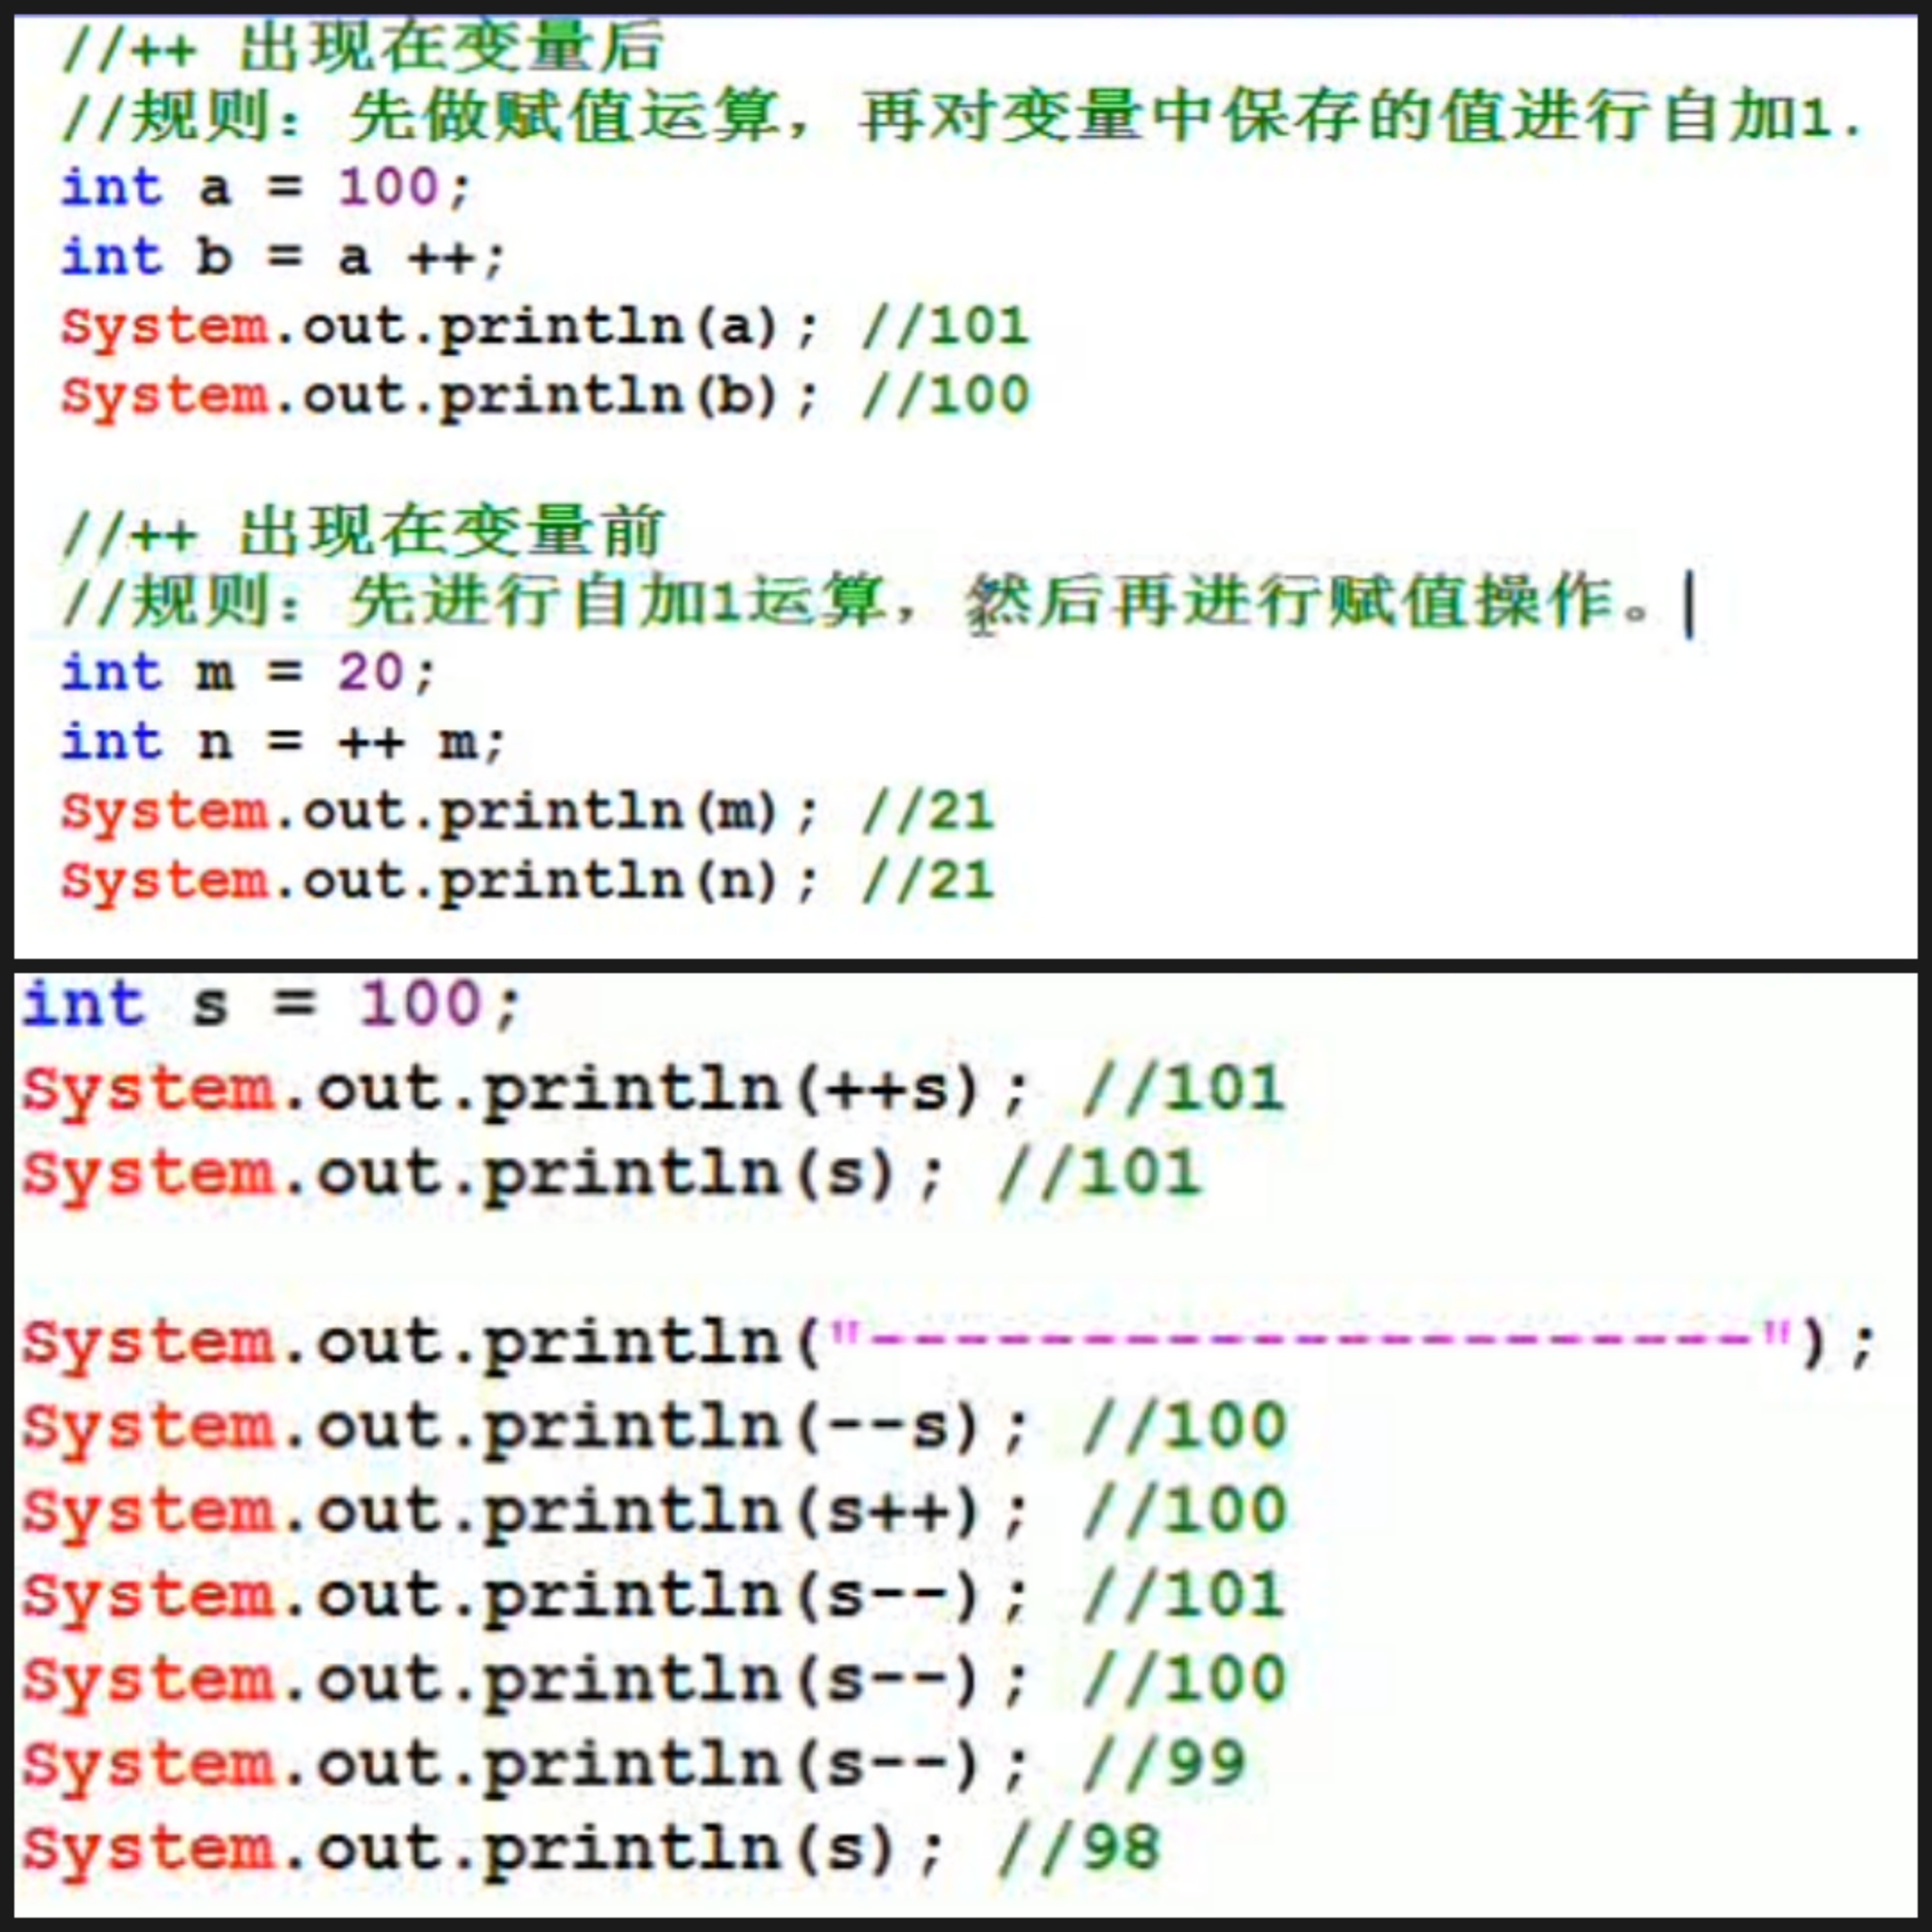 //++ 出现在变量后
//规则：先做赋值运算，再对变量中保存的值进行自加1.
int a = 100;
int b = a ++;
System.out.println(a); //101
System.out.println(b); //100
//++ 出现在变量前
//规则：先进行自加1运算，然后再进行赋值操作。
int m = 20;
int n = ++ m;
System.out.println(m); //21
System.out.println(n); //21
int s = 100;
System.out.println(++s); //101
System.out.println(s); //101
System.out.println("---------------------");
System.out.println(--s); //100
System.out.println(s++); //100
System.out.println(s--); //101
System.out.println(s--); //100
System.out.println(s--); //99
System.out.println(s); //98